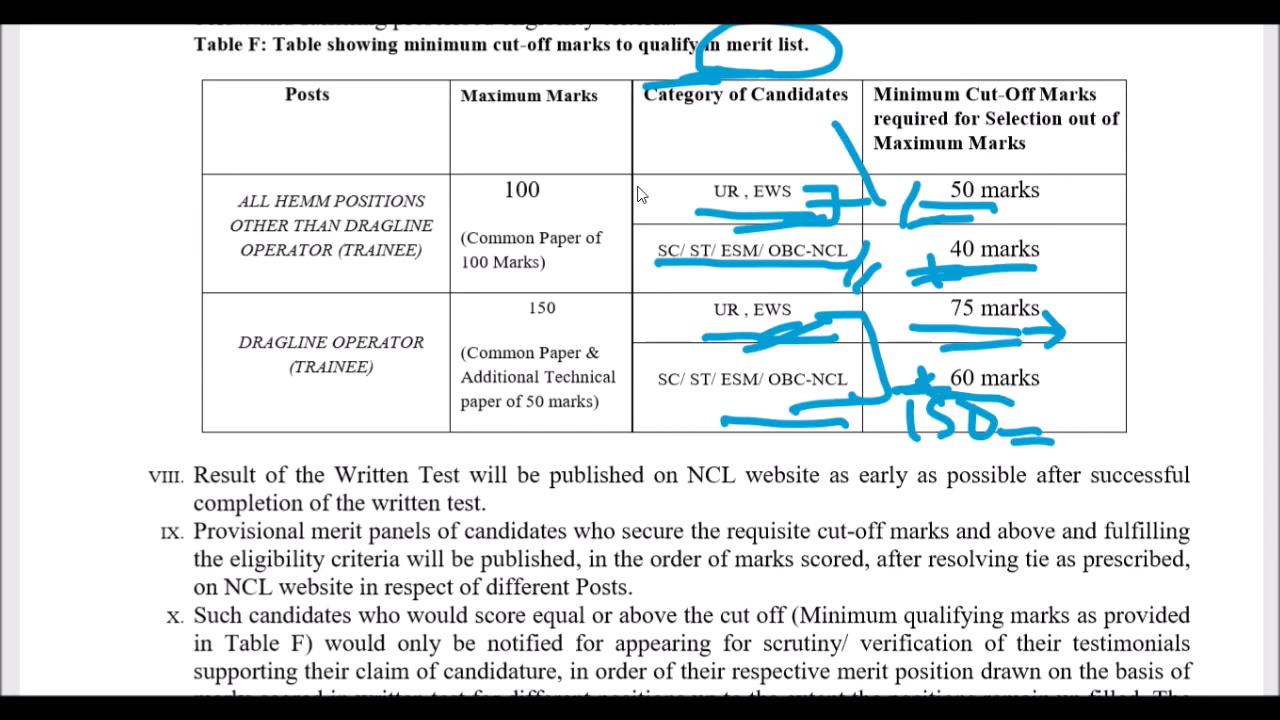 Table F: Table showing minimum cut-off marks to qualify in merit list.
Posts
Maximum Marks
Category of Candidates
Minimum Cut-Off Marks
required for Selection out of
Maximum Marks
ALL HEMM POSITIONS
OTHER THAN DRAGLINE
OPERATOR (TRAINEE)
100
(Common Paper of
100 Marks)
UR , EWS
50 marks
SC/ ST/ ESM/ OBC-NCL
40 marks
DRAGLINE OPERATOR
(TRAINEE)
150
(Common Paper &
Additional Technical
paper of 50 marks)
UR , EWS
75 marks
SC/ ST/ ESM/ OBC-NCL
60 marks
150
VIII. Result of the Written Test will be published on NCL website as early as possible after successful
completion of the written test.
IX. Provisional merit panels of candidates who secure the requisite cut-off marks and above and fulfilling
the eligibility criteria will be published, in the order of marks scored, after resolving tie as prescribed,
on NCL website in respect of different Posts.
X. Such candidates who would score equal or above the cut off (Minimum qualifying marks as provided
in Table F) would only be notified for appearing for scrutiny/ verification of their testimonials
supporting their claim of candidature, in order of their respective merit position drawn on the basis of